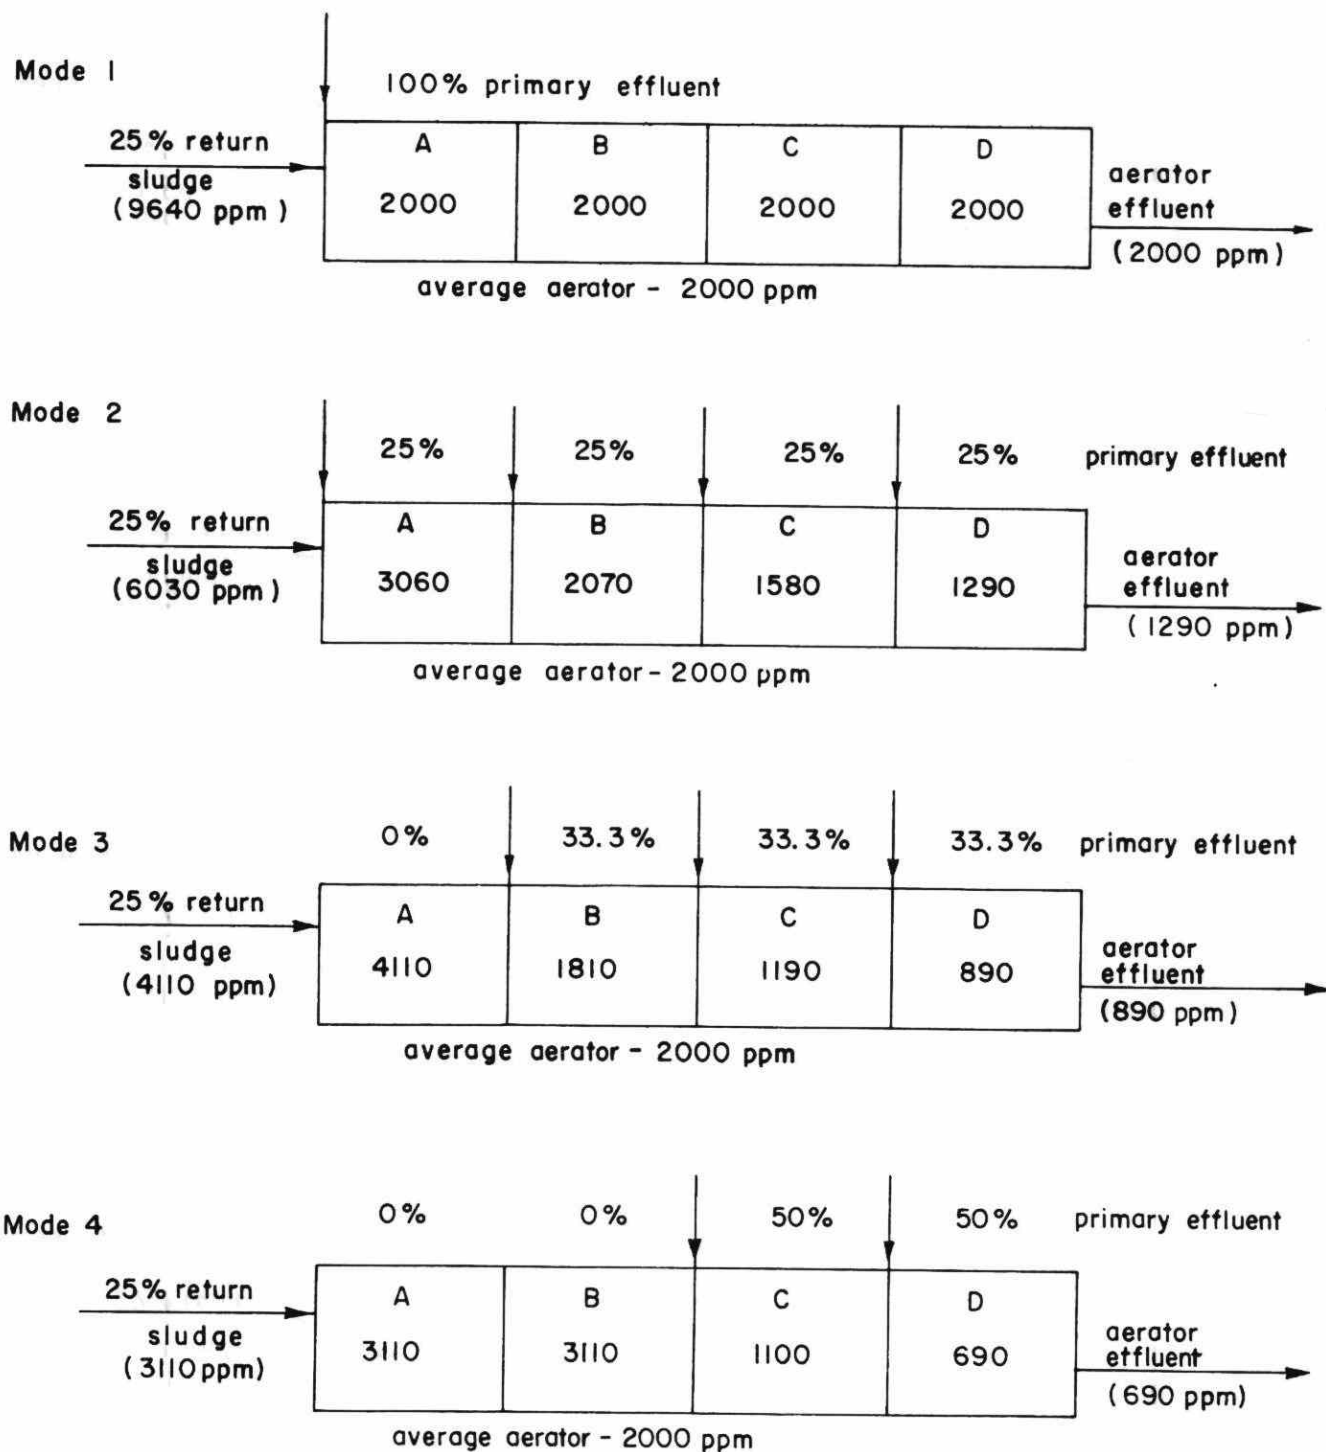 Mode 1
100% primary effluent
25% return
sludge
(9640 ppm)
A B C D
2000 2000 2000 2000
aerator
effluent
(2000 ppm)
average aerator - 2000 ppm
Mode 2
25% 25% 25% 25% primary effluent
25% return
sludge
(6030 ppm)
A B C D
3060 2070 1580 1290
aerator
effluent
(1290 ppm)
average aerator - 2000 ppm
Mode 3
0% 33.3% 33.3% 33.3% primary effluent
25% return
sludge
(4110 ppm)
A B C D
4110 1810 1190 890
aerator
effluent
(890 ppm)
average aerator - 2000 ppm
Mode 4
0% 0% 50% 50% primary effluent
25% return
sludge
(3110 ppm)
A B C D
3110 3110 1100 690
aerator
effluent
(690 ppm)
average aerator - 2000 ppm